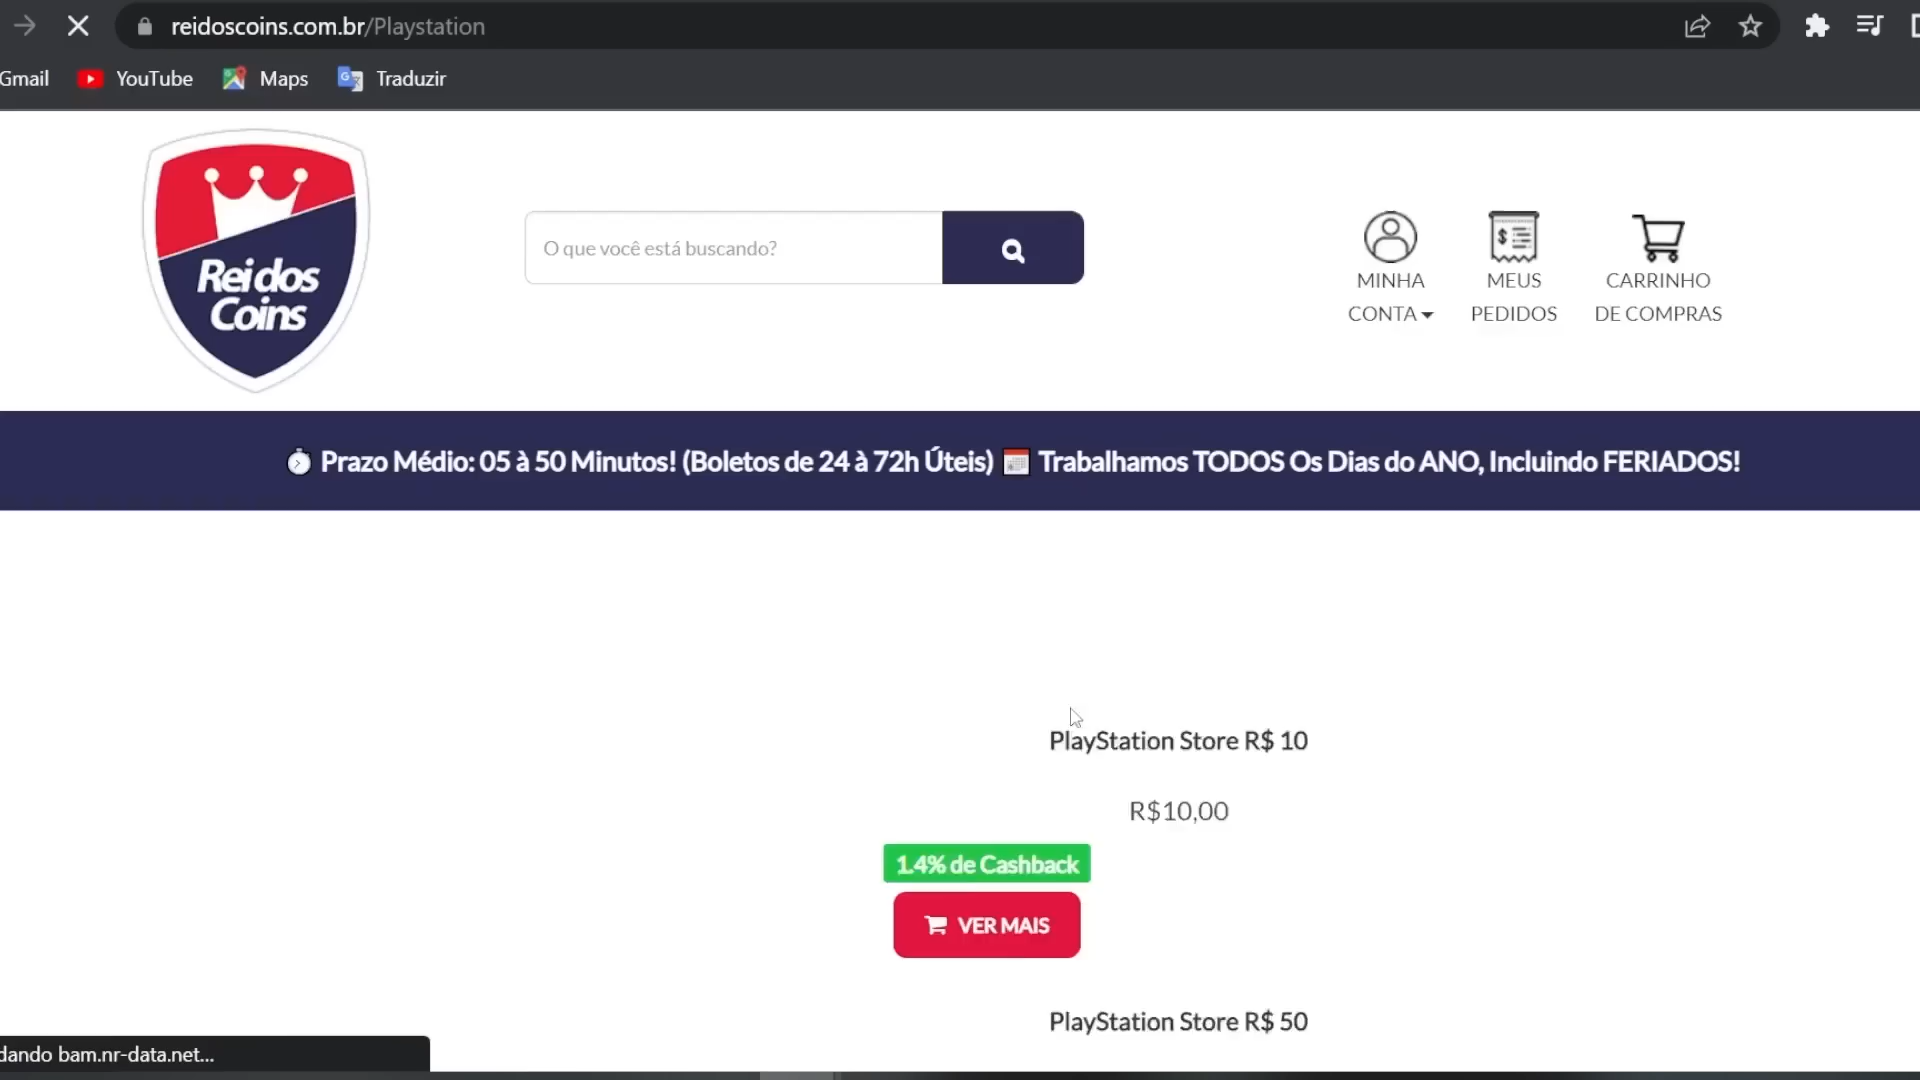 reidoscoins.com.br/Playstation
Gmail YouTube Maps Traduzir
Rei dos
Coins
O que você está buscando?
MINHA
CONTA
MEUS
PEDIDOS
CARRINHO
DE COMPRAS
Prazo Médio: 05 à 50 Minutos! (Boletos de 24 à 72h Úteis) Trabalhamos TODOS Os Dias do ANO, Incluindo FERIADOS!
PlayStation Store R$ 10
R$10,00
1.4% de Cashback
VER MAIS
PlayStation Store R$ 50
dando bam.nr-data.net...